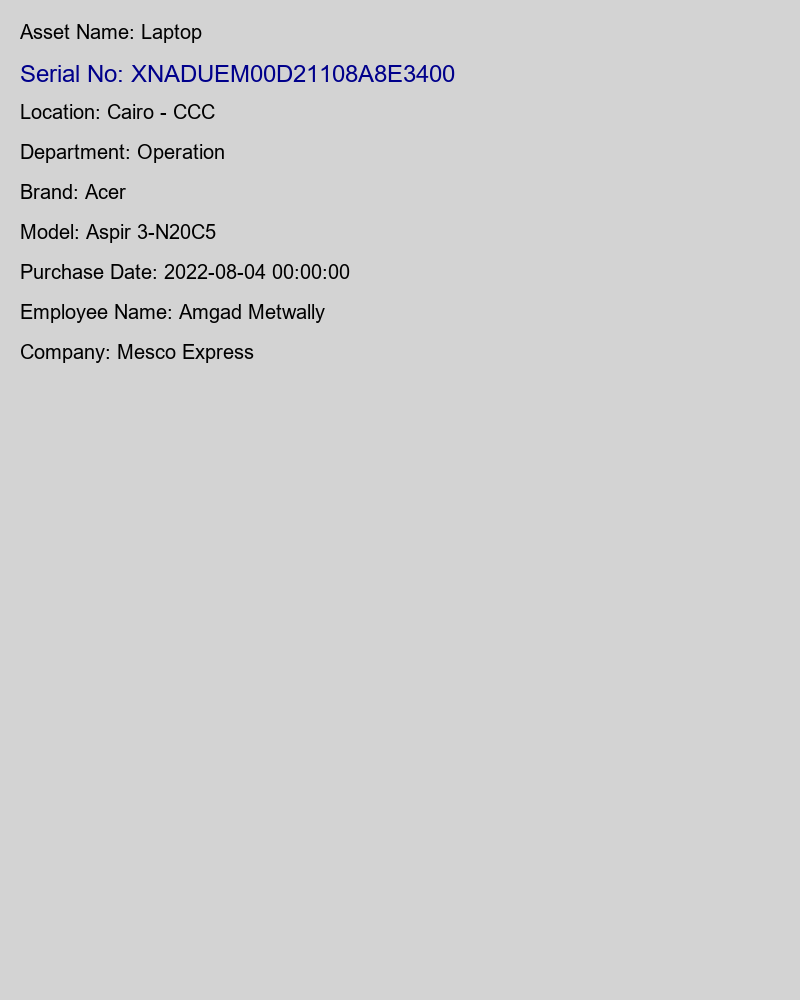 Asset Name: Laptop
Serial No: XNADUEM00D21108A8E3400
Location: Cairo - CCC
Department: Operation
Brand: Acer
Model: Aspir 3-N20C5
Purchase Date: 2022-08-04 00:00:00
Employee Name: Amgad Metwally
Company: Mesco Express